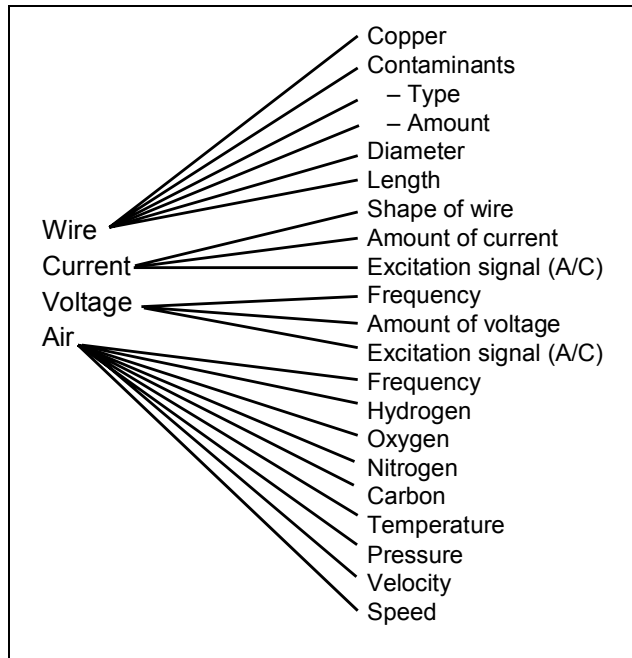 Copper
Contaminants
– Type
– Amount
Diameter
Length
Shape of wire
Amount of current
Excitation signal (A/C)
Frequency
Amount of voltage
Excitation signal (A/C)
Frequency
Hydrogen
Oxygen
Nitrogen
Carbon
Temperature
Pressure
Velocity
Speed
Wire
Current
Voltage
Air